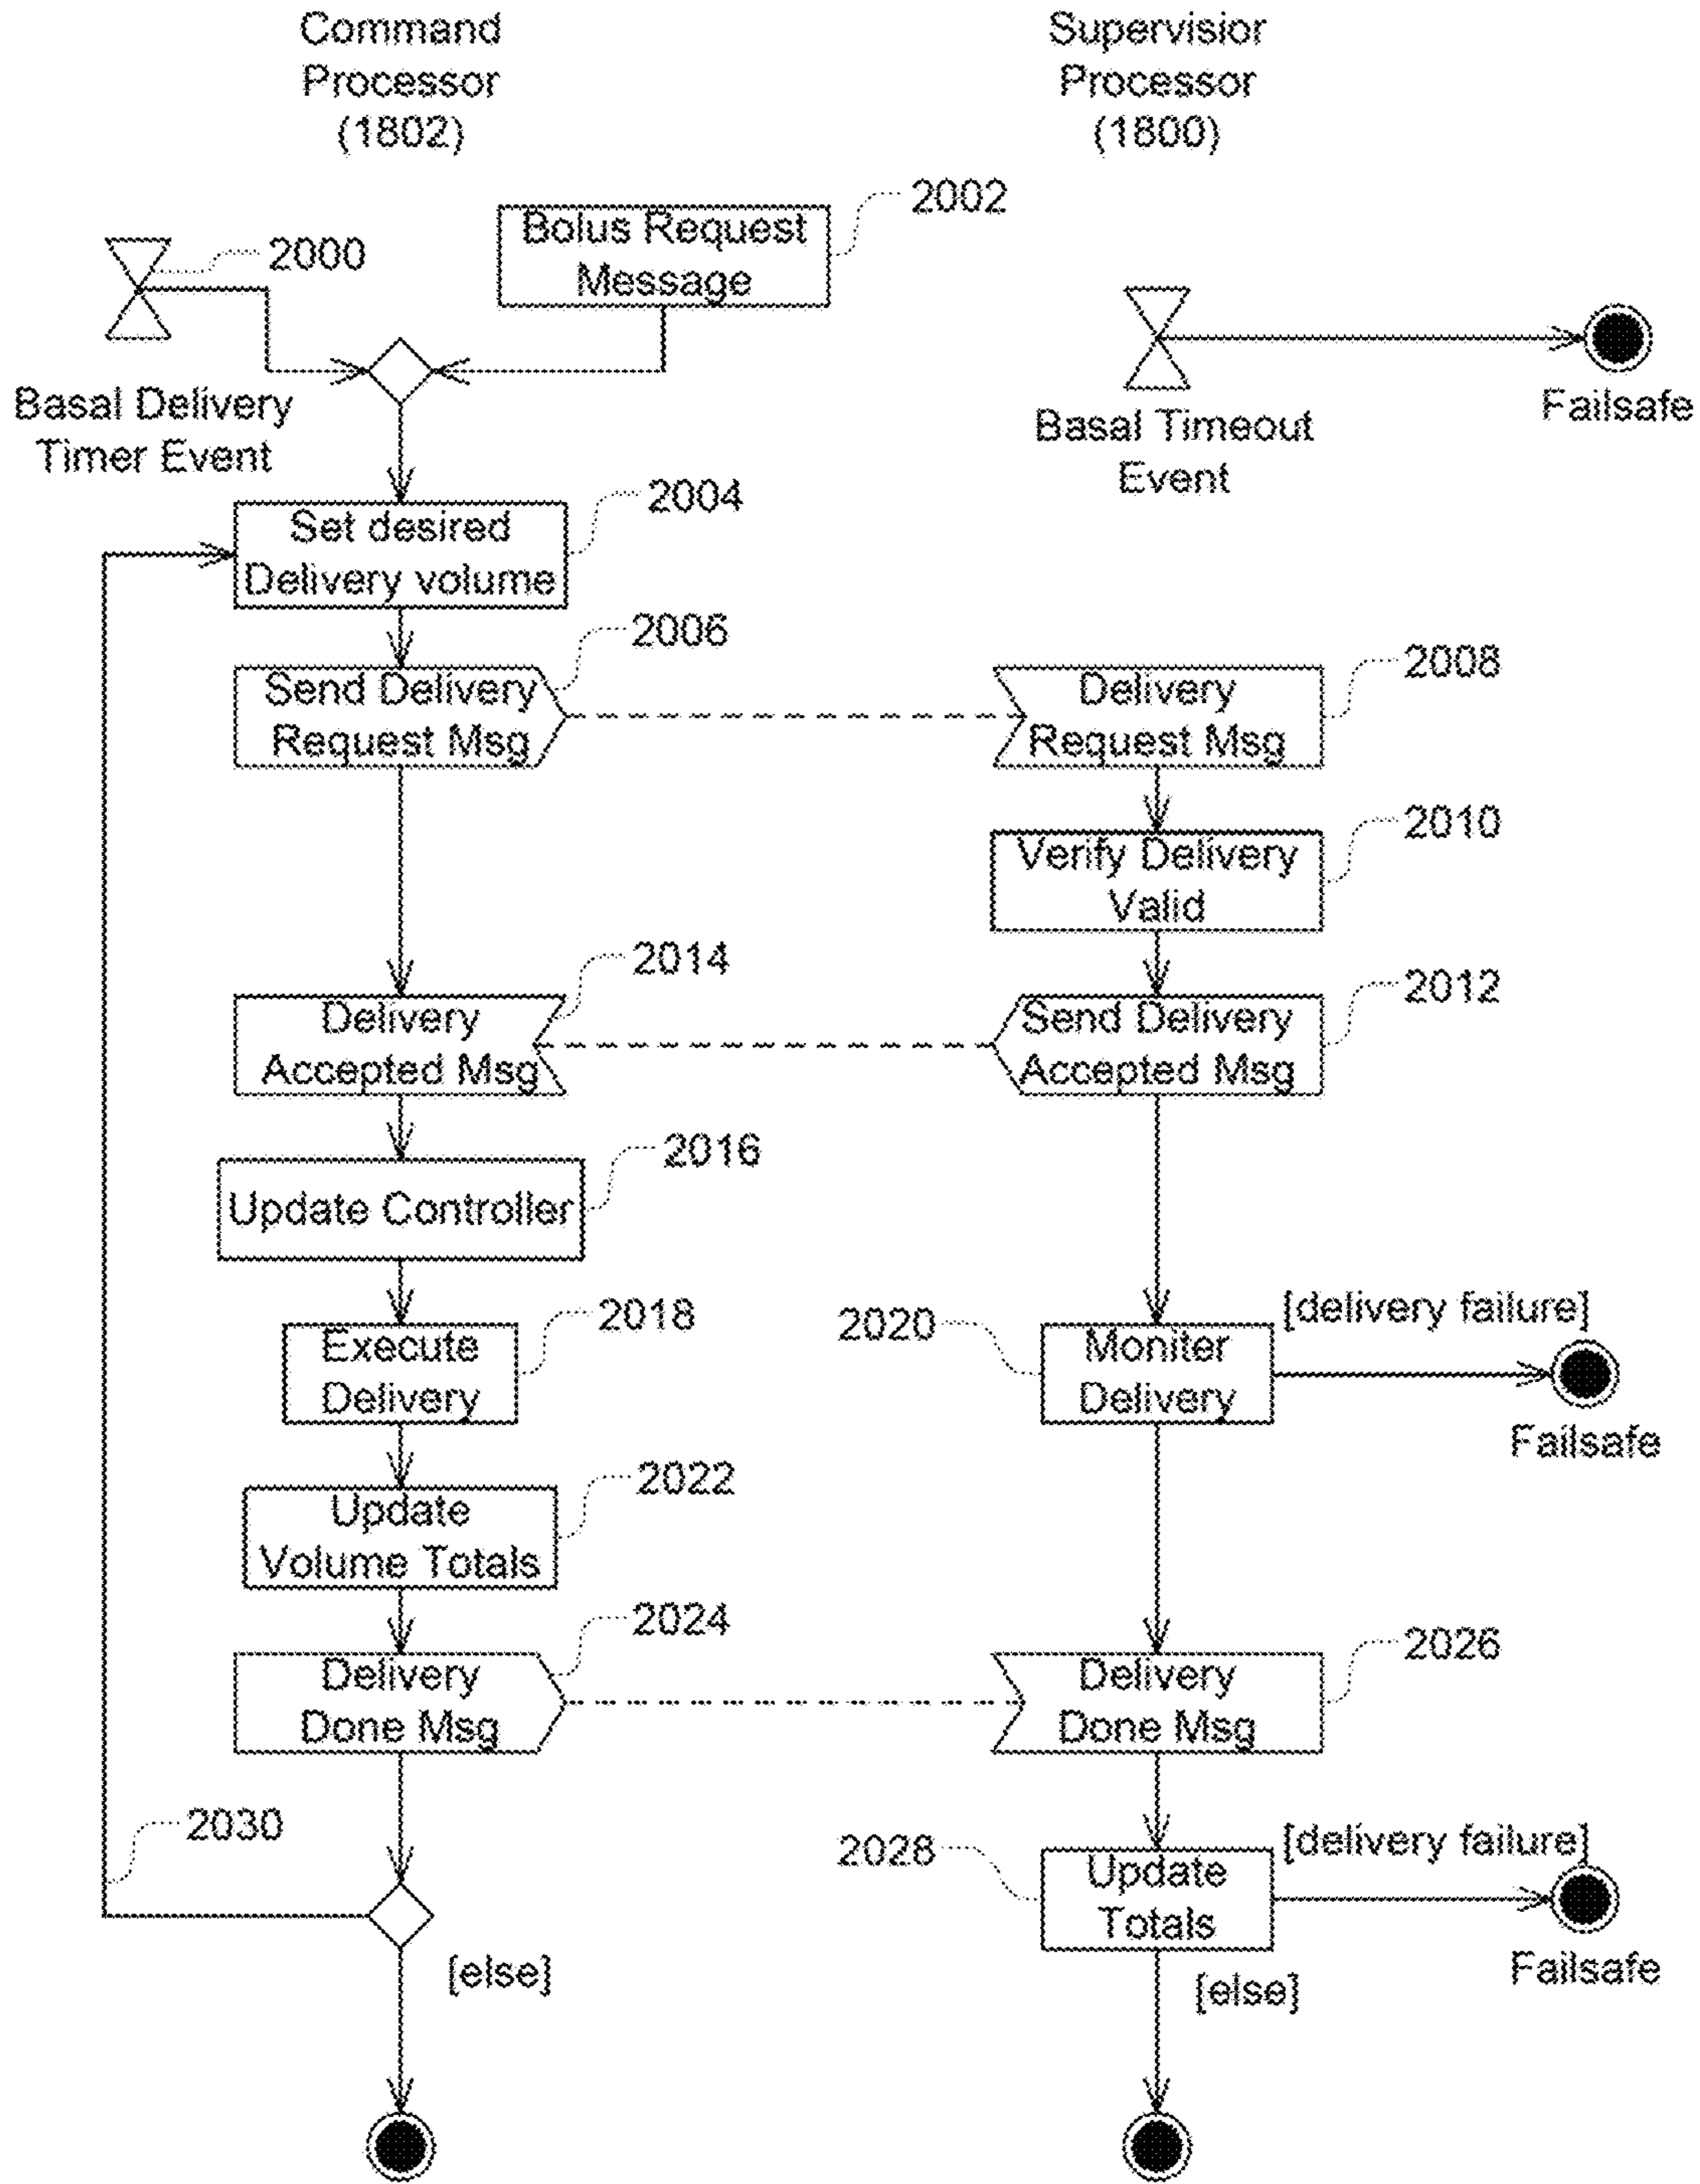 Command
Processor
(1802)
Supervisior
Processor
(1800)
2000
Basal Delivery
Timer Event
Bolus Request
Message
2002
Basal Timeout
Event
Failsafe
Set desired
Delivery volume
2004
Send Delivery
Request Msg
2006
Delivery
Request Msg
2008
Verify Delivery
Valid
2010
Delivery
Accepted Msg
2014
Send Delivery
Accepted Msg
2012
Update Controller
2016
Execute
Delivery
2018
2020
Moniter
Delivery
[delivery failure]
Failsafe
Update
Volume Totals
2022
Delivery
Done Msg
2024
Delivery
Done Msg
2026
2030
[else]
2028
Update
Totals
[delivery failure]
Failsafe
[else]